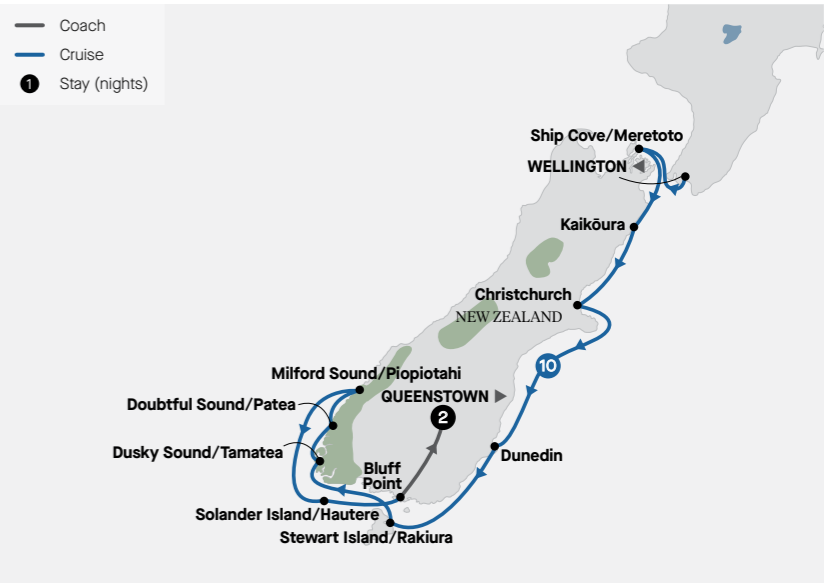 Coach
Cruise
1 Stay (nights)
Ship Cove/Meretoto
WELLINGTON
Kaikōura
Christchurch
NEW ZEALAND
10
Milford Sound/Piopiotahi
QUEENSTOWN
2
Doubtful Sound/Patea
Dusky Sound/Tamatea
Dunedin
Bluff
Point
Solander Island/Hautere
Stewart Island/Rakiura